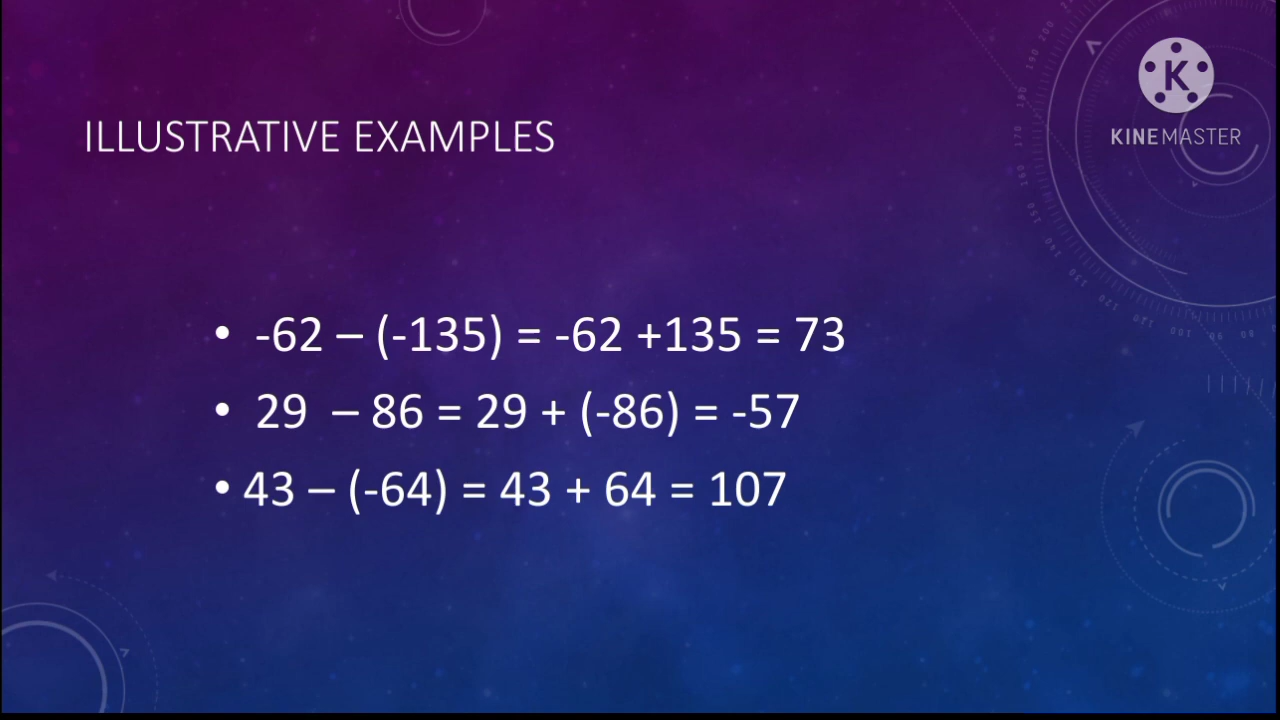 K
KINEMASTER
ILLUSTRATIVE EXAMPLES
• -62 – (-135) = -62 +135 = 73
• 29 – 86 = 29 + (-86) = -57
• 43 – (-64) = 43 + 64 = 107